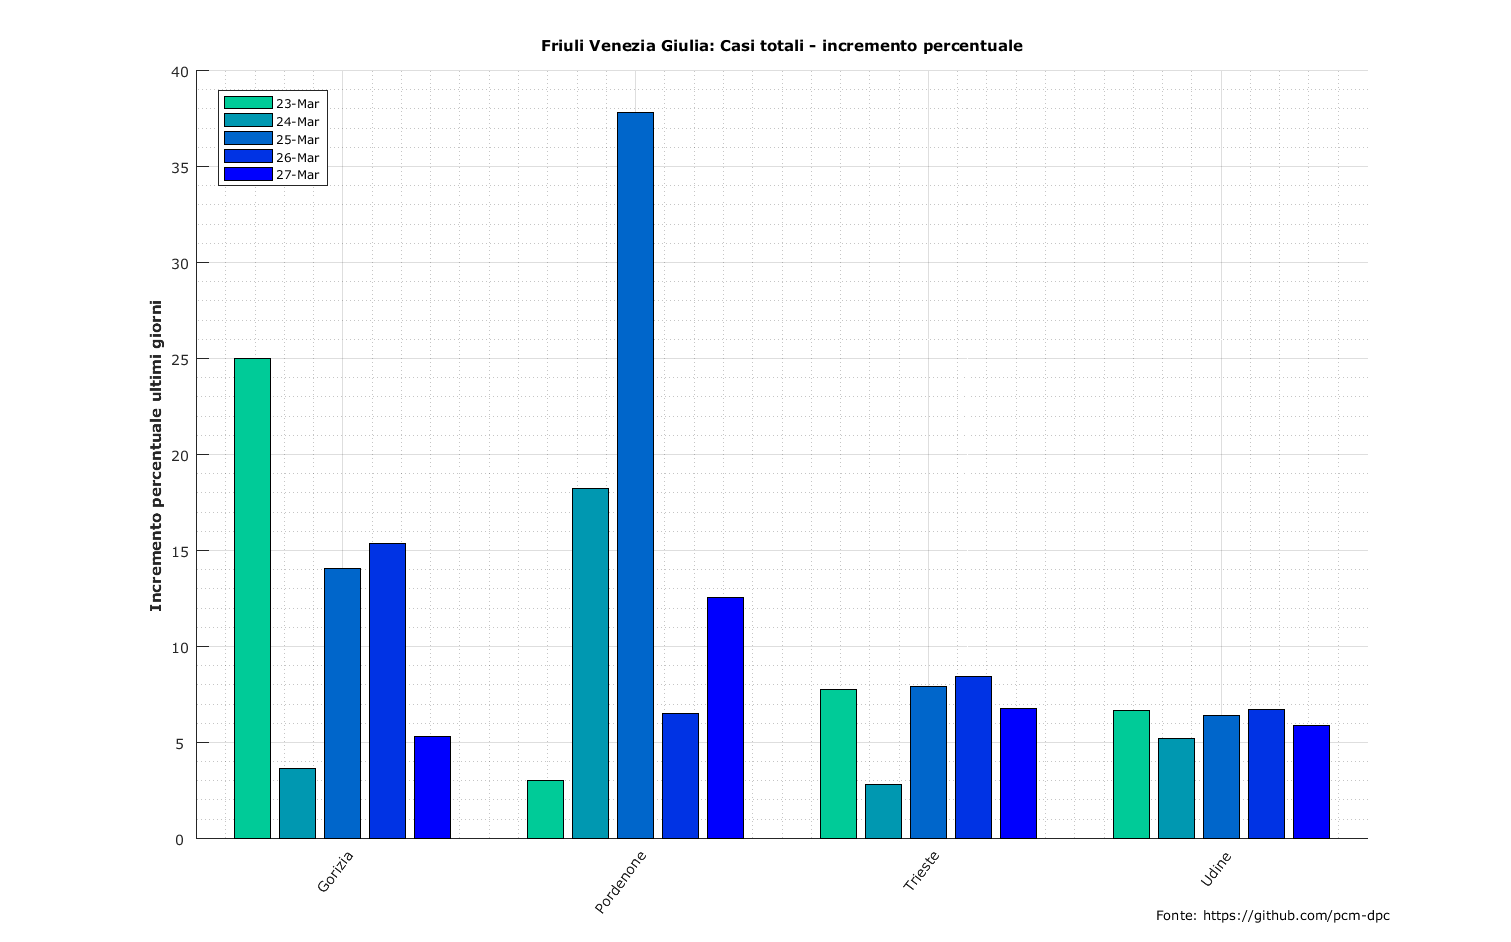 Friuli Venezia Giulia: Casi totali - incremento percentuale
40
35
30
25
20
15
10
5
0
Incremento percentuale ultimi giorni
23-Mar
24-Mar
25-Mar
26-Mar
27-Mar
Gorizia
Pordenone
Trieste
Udine
Fonte: https://github.com/pcm-dpc